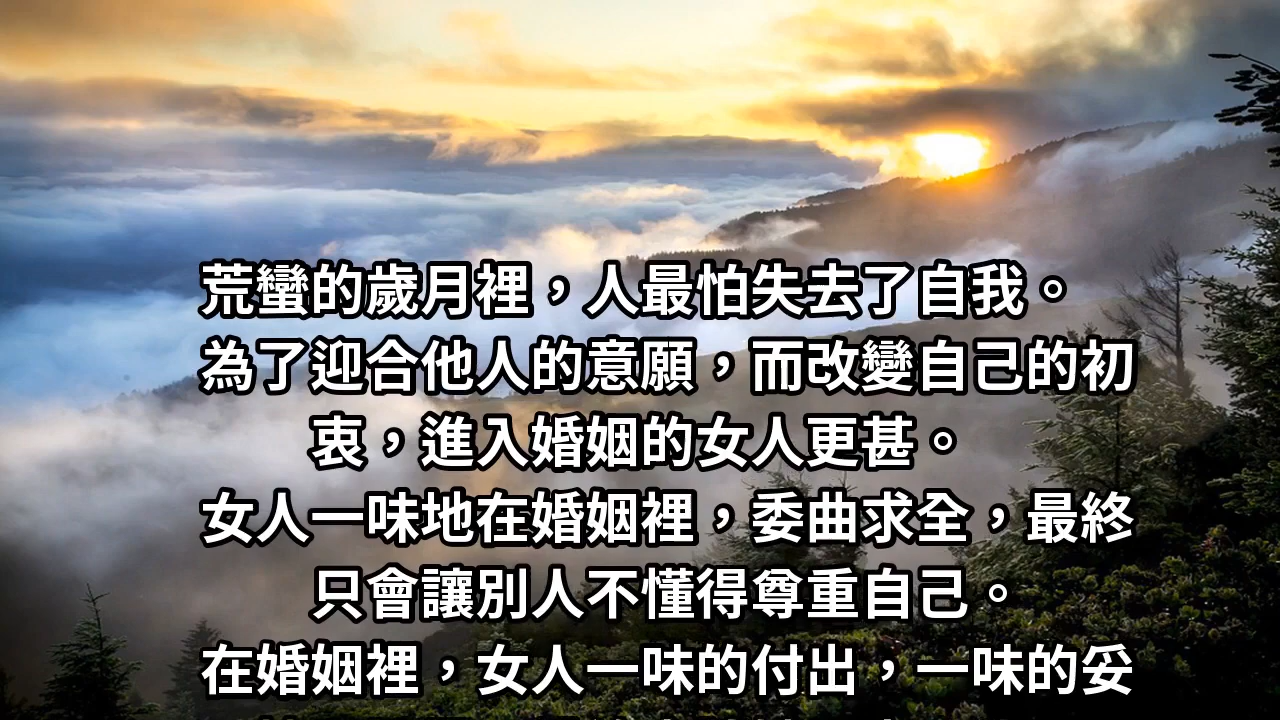 荒蠻的歲月裡，人最怕失去了自我。
為了迎合他人的意願，而改變自己的初
衷，進入婚姻的女人更甚。
女人一味地在婚姻裡，委曲求全，最終
只會讓別人不懂得尊重自己。
在婚姻裡，女人一味的付出，一味的妥